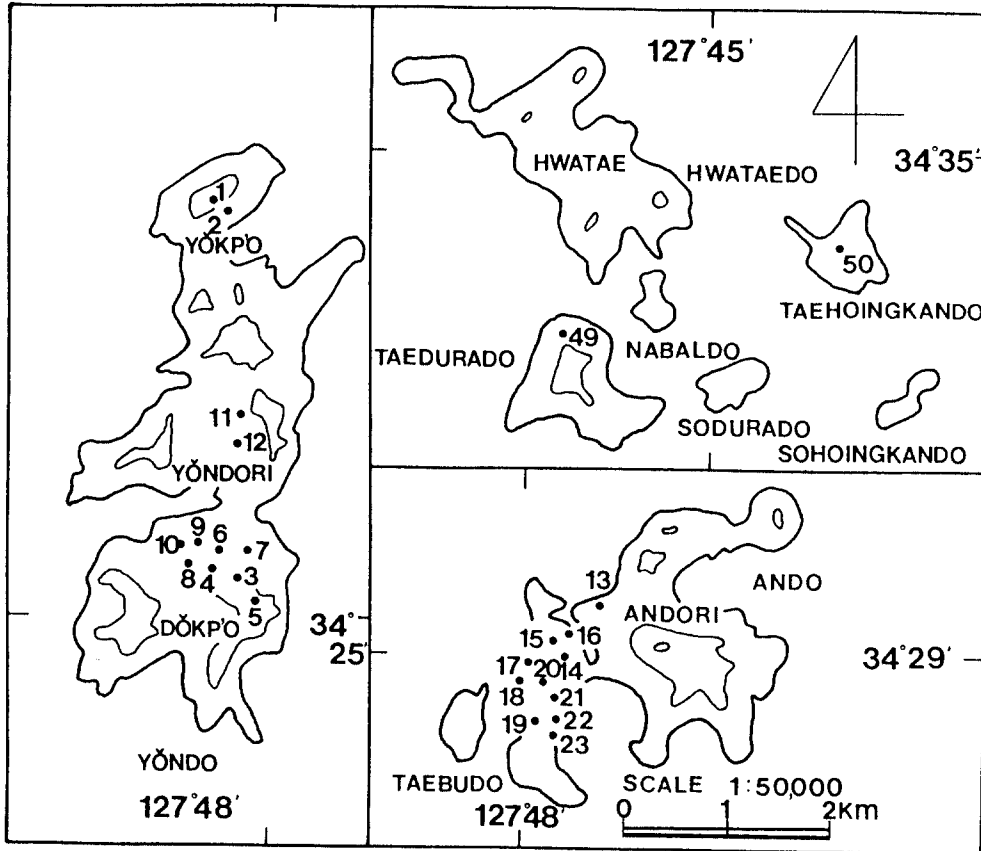 1
2
YŎKP'O
11
12
YŎNDORI
9
6
10
7
8
4
3
5
DŎKP'O
34°
25'
YŎNDO
127°48'
127°45'
34°35'
HWATAE
HWATAEDO
50
TAEHOINGKANDO
49
TAEDURADO
NABALDO
SODURADO
SOHOINGKANDO
13
ANDO
ANDORI
16
15
17
20
14
34°29'
18
21
19
22
23
TAEBUDO
127°48'
SCALE 1:50,000
0 1 2Km